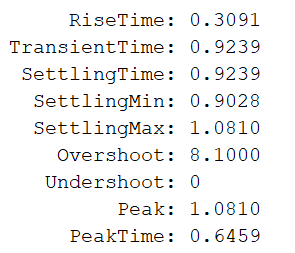 RiseTime: 0.3091
TransientTime: 0.9239
SettlingTime: 0.9239
SettlingMin: 0.9028
SettlingMax: 1.0810
Overshoot: 8.1000
Undershoot: 0
Peak: 1.0810
PeakTime: 0.6459